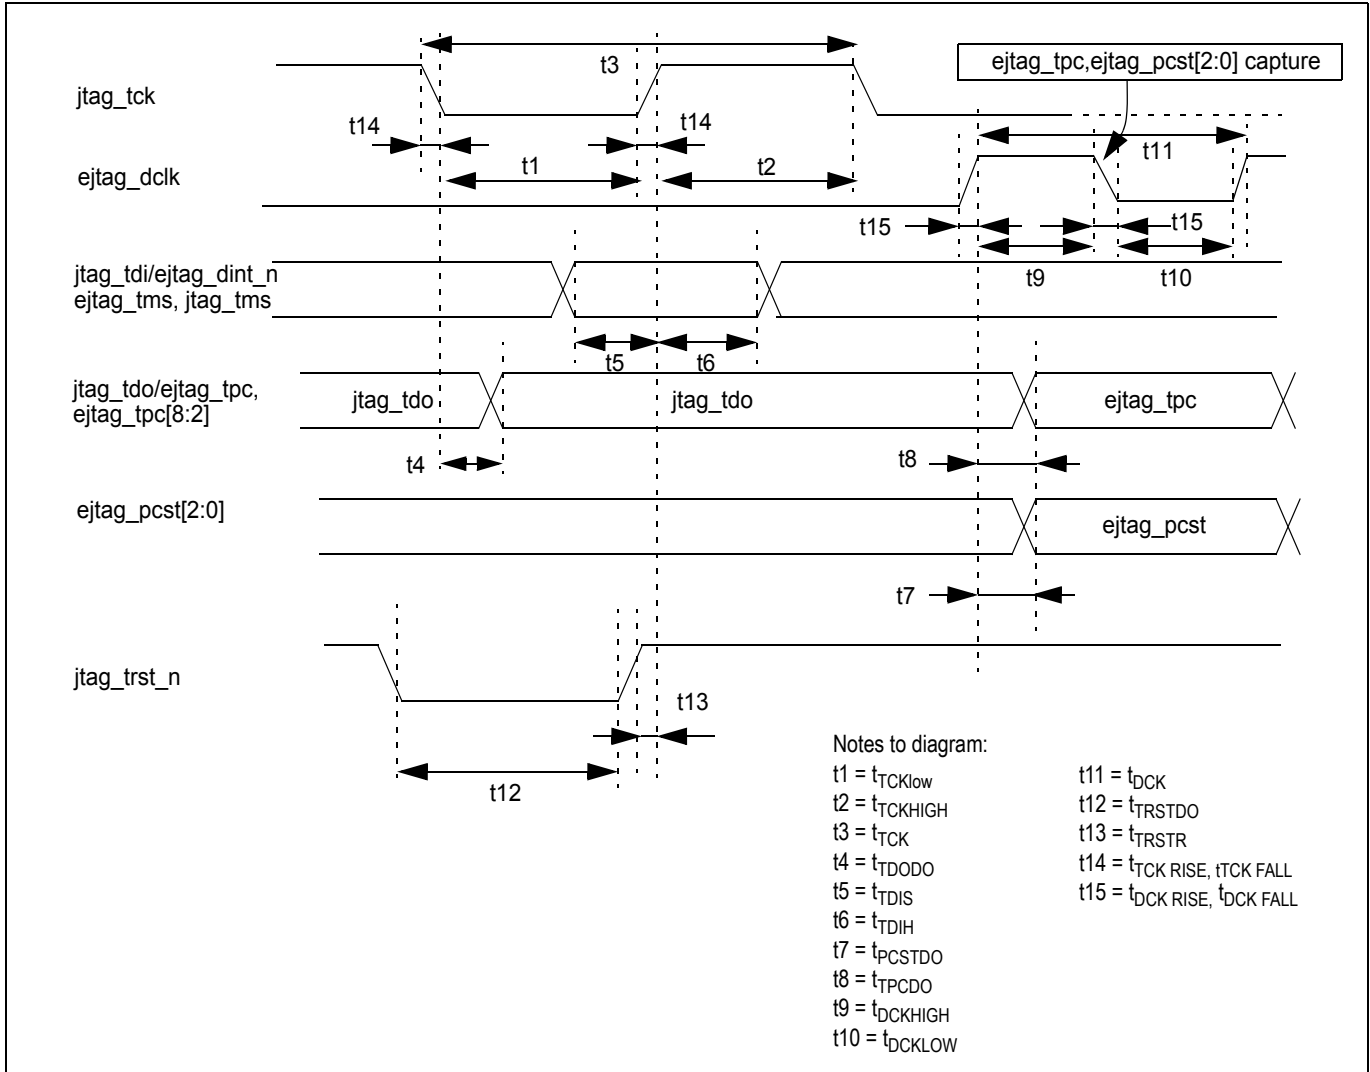 t3
ejtag_tpc,ejtag_pcst[2:0] capture
jtag_tck
t14
t14
t11
t1
t2
ejtag_dclk
t15
t15
jtag_tdi/ejtag_dint_n
ejtag_tms, jtag_tms
t9
t10
t5
t6
jtag_tdo/ejtag_tpc,
ejtag_tpc[8:2]
jtag_tdo
jtag_tdo
ejtag_tpc
t4
t8
ejtag_pcst[2:0]
ejtag_pcst
t7
jtag_trst_n
t13
t12
Notes to diagram:
t1 = tTCKlow
t2 = tTCKHIGH
t3 = tTCK
t4 = tTDODO
t5 = tTDIS
t6 = tTDIH
t7 = tPCSTDO
t8 = tTPCDO
t9 = tDCKHIGH
t10 = tDCKLOW
t11 = tDCK
t12 = tTRSTDO
t13 = tTRSTR
t14 = tTCK RISE, tTCK FALL
t15 = tDCK RISE, tDCK FALL